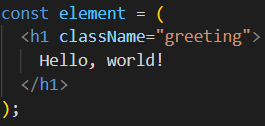 const element = (
  <h1 className="greeting">
    Hello, world!
  </h1>
);